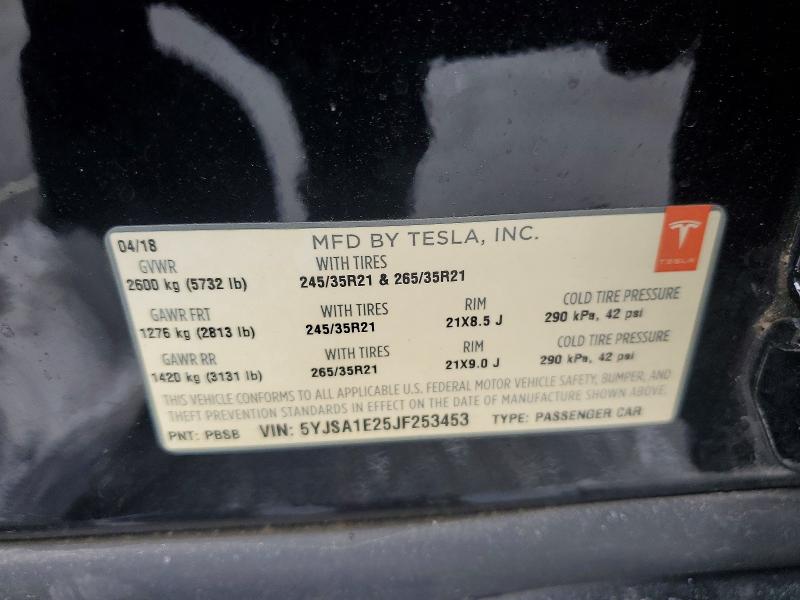 04/18 MFD BY TESLA, INC.
TESLA
GVWR WITH TIRES
2600 kg (5732 lb) 245/35R21 & 265/35R21
GAWR FRT WITH TIRES RIM COLD TIRE PRESSURE
1276 kg (2813 lb) 245/35R21 21X8.5 J 290 kPa, 42 psi
GAWR RR WITH TIRES RIM COLD TIRE PRESSURE
1420 kg (3131 lb) 265/35R21 21X9.0 J 290 kPa, 42 psi
THIS VEHICLE CONFORMS TO ALL APPLICABLE U.S. FEDERAL MOTOR VEHICLE SAFETY, BUMPER, AND
THEFT PREVENTION STANDARDS IN EFFECT ON THE DATE OF MANUFACTURE SHOWN ABOVE.
PNT: PBSB VIN: 5YJSA1E25JF253453 TYPE: PASSENGER CAR